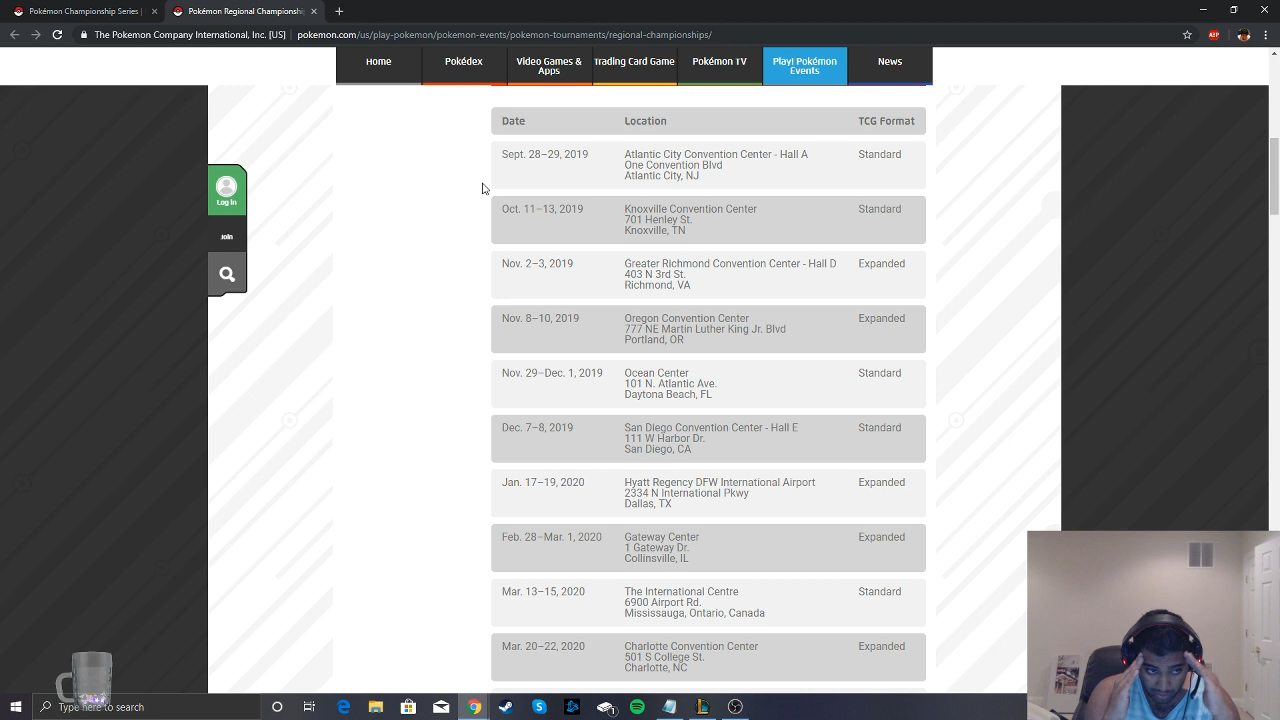 Pokémon Championship Series |
Pokémon Regional Championship
The Pokémon Company International, Inc. [US]
pokemon.com/us/play-pokemon/pokemon-events/pokemon-tournaments/regional-championships/
ABP
Home
Pokédex
Video Games &
Apps
Trading Card Game
Pokémon TV
Play! Pokémon
Events
News
Log In
Join
Date Location TCG Format
Sept. 28–29, 2019 Atlantic City Convention Center - Hall A Standard
One Convention Blvd
Atlantic City, NJ
Oct. 11–13, 2019 Knoxville Convention Center Standard
701 Henley St.
Knoxville, TN
Nov. 2–3, 2019 Greater Richmond Convention Center - Hall D Expanded
403 N 3rd St.
Richmond, VA
Nov. 8–10, 2019 Oregon Convention Center Expanded
777 NE Martin Luther King Jr. Blvd
Portland, OR
Nov. 29–Dec. 1, 2019 Ocean Center Standard
101 N. Atlantic Ave.
Daytona Beach, FL
Dec. 7–8, 2019 San Diego Convention Center - Hall E Standard
111 W Harbor Dr.
San Diego, CA
Jan. 17–19, 2020 Hyatt Regency DFW International Airport Expanded
2334 N International Pkwy
Dallas, TX
Feb. 28–Mar. 1, 2020 Gateway Center Expanded
1 Gateway Dr.
Collinsville, IL
Mar. 13–15, 2020 The International Centre Standard
6900 Airport Rd.
Mississauga, Ontario, Canada
Mar. 20–22, 2020 Charlotte Convention Center Expanded
501 S College St.
Charlotte, NC
Type here to search